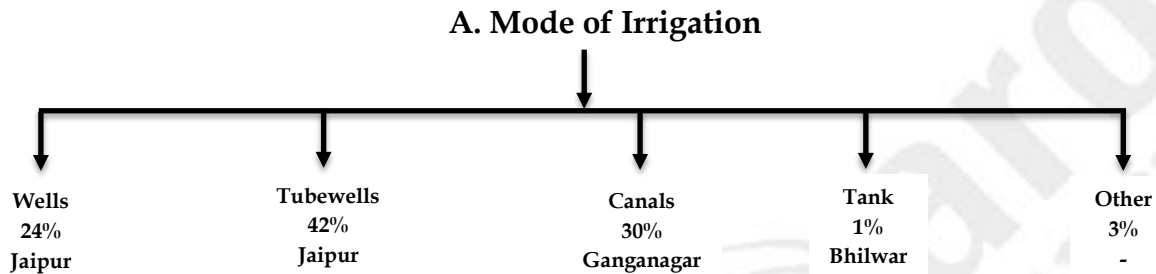 A. Mode of Irrigation
Wells
24%
Jaipur
Tubewells
42%
Jaipur
Canals
30%
Ganganagar
Tank
1%
Bhilwar
Other
3%
-